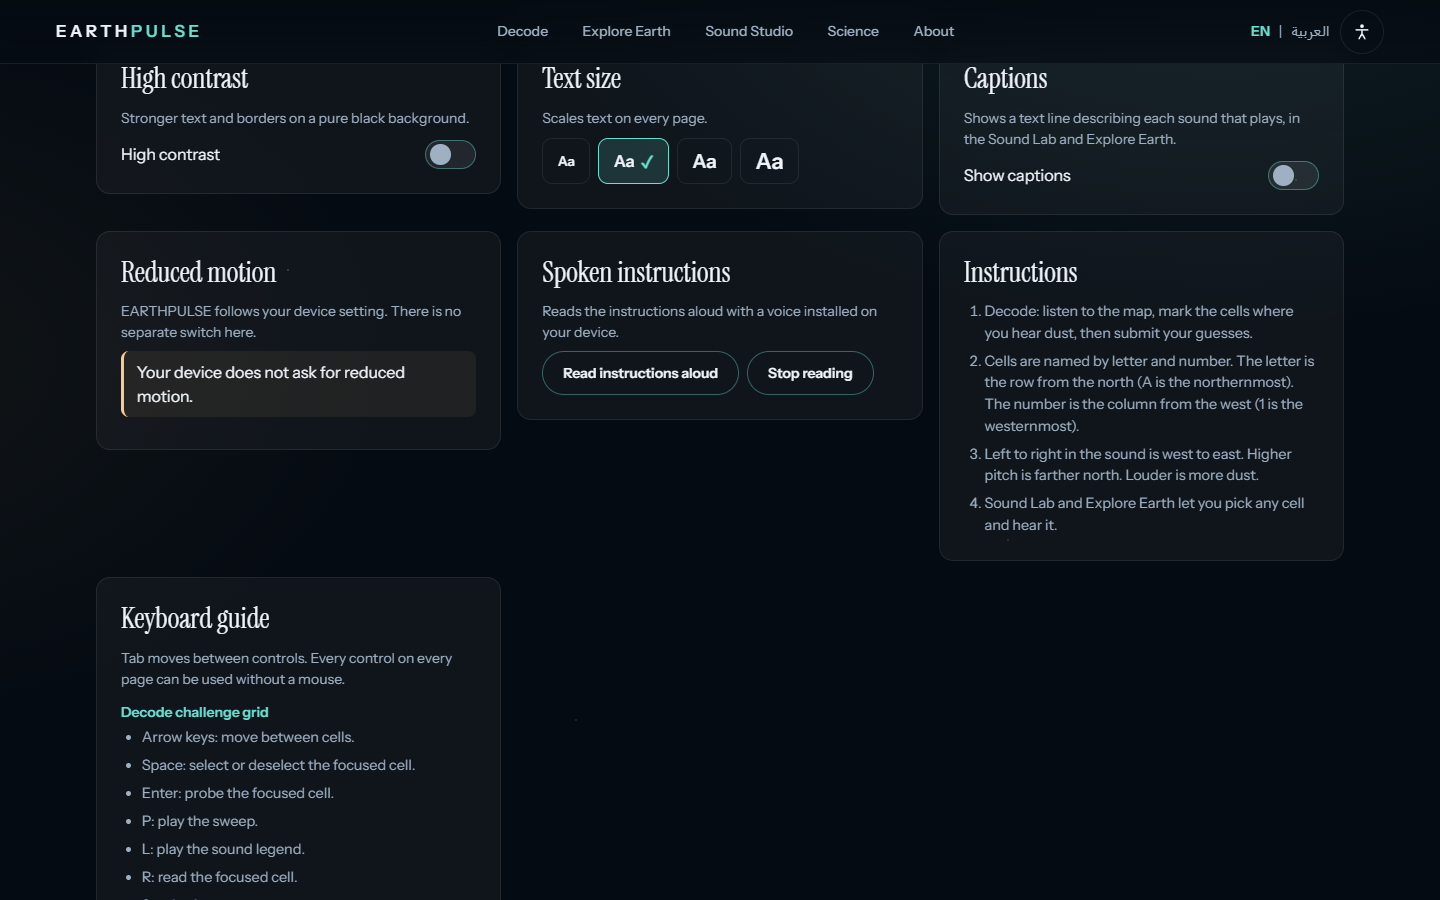 EARTHPULSE
Decode
Explore Earth
Sound Studio
Science
About
EN | العربية
High contrast
Stronger text and borders on a pure black background.
High contrast
Text size
Scales text on every page.
Aa
Aa ✓
Aa
Aa
Captions
Shows a text line describing each sound that plays, in
the Sound Lab and Explore Earth.
Show captions
Reduced motion
EARTHPULSE follows your device setting. There is no
separate switch here.
Your device does not ask for reduced
motion.
Spoken instructions
Reads the instructions aloud with a voice installed on
your device.
Read instructions aloud
Stop reading
Instructions
1. Decode: listen to the map, mark the cells where
you hear dust, then submit your guesses.
2. Cells are named by letter and number. The letter is
the row from the north (A is the northernmost).
The number is the column from the west (1 is the
westernmost).
3. Left to right in the sound is west to east. Higher
pitch is farther north. Louder is more dust.
4. Sound Lab and Explore Earth let you pick any cell
and hear it.
Keyboard guide
Tab moves between controls. Every control on every
page can be used without a mouse.
Decode challenge grid
• Arrow keys: move between cells.
• Space: select or deselect the focused cell.
• Enter: probe the focused cell.
• P: play the sweep.
• L: play the sound legend.
• R: read the focused cell.